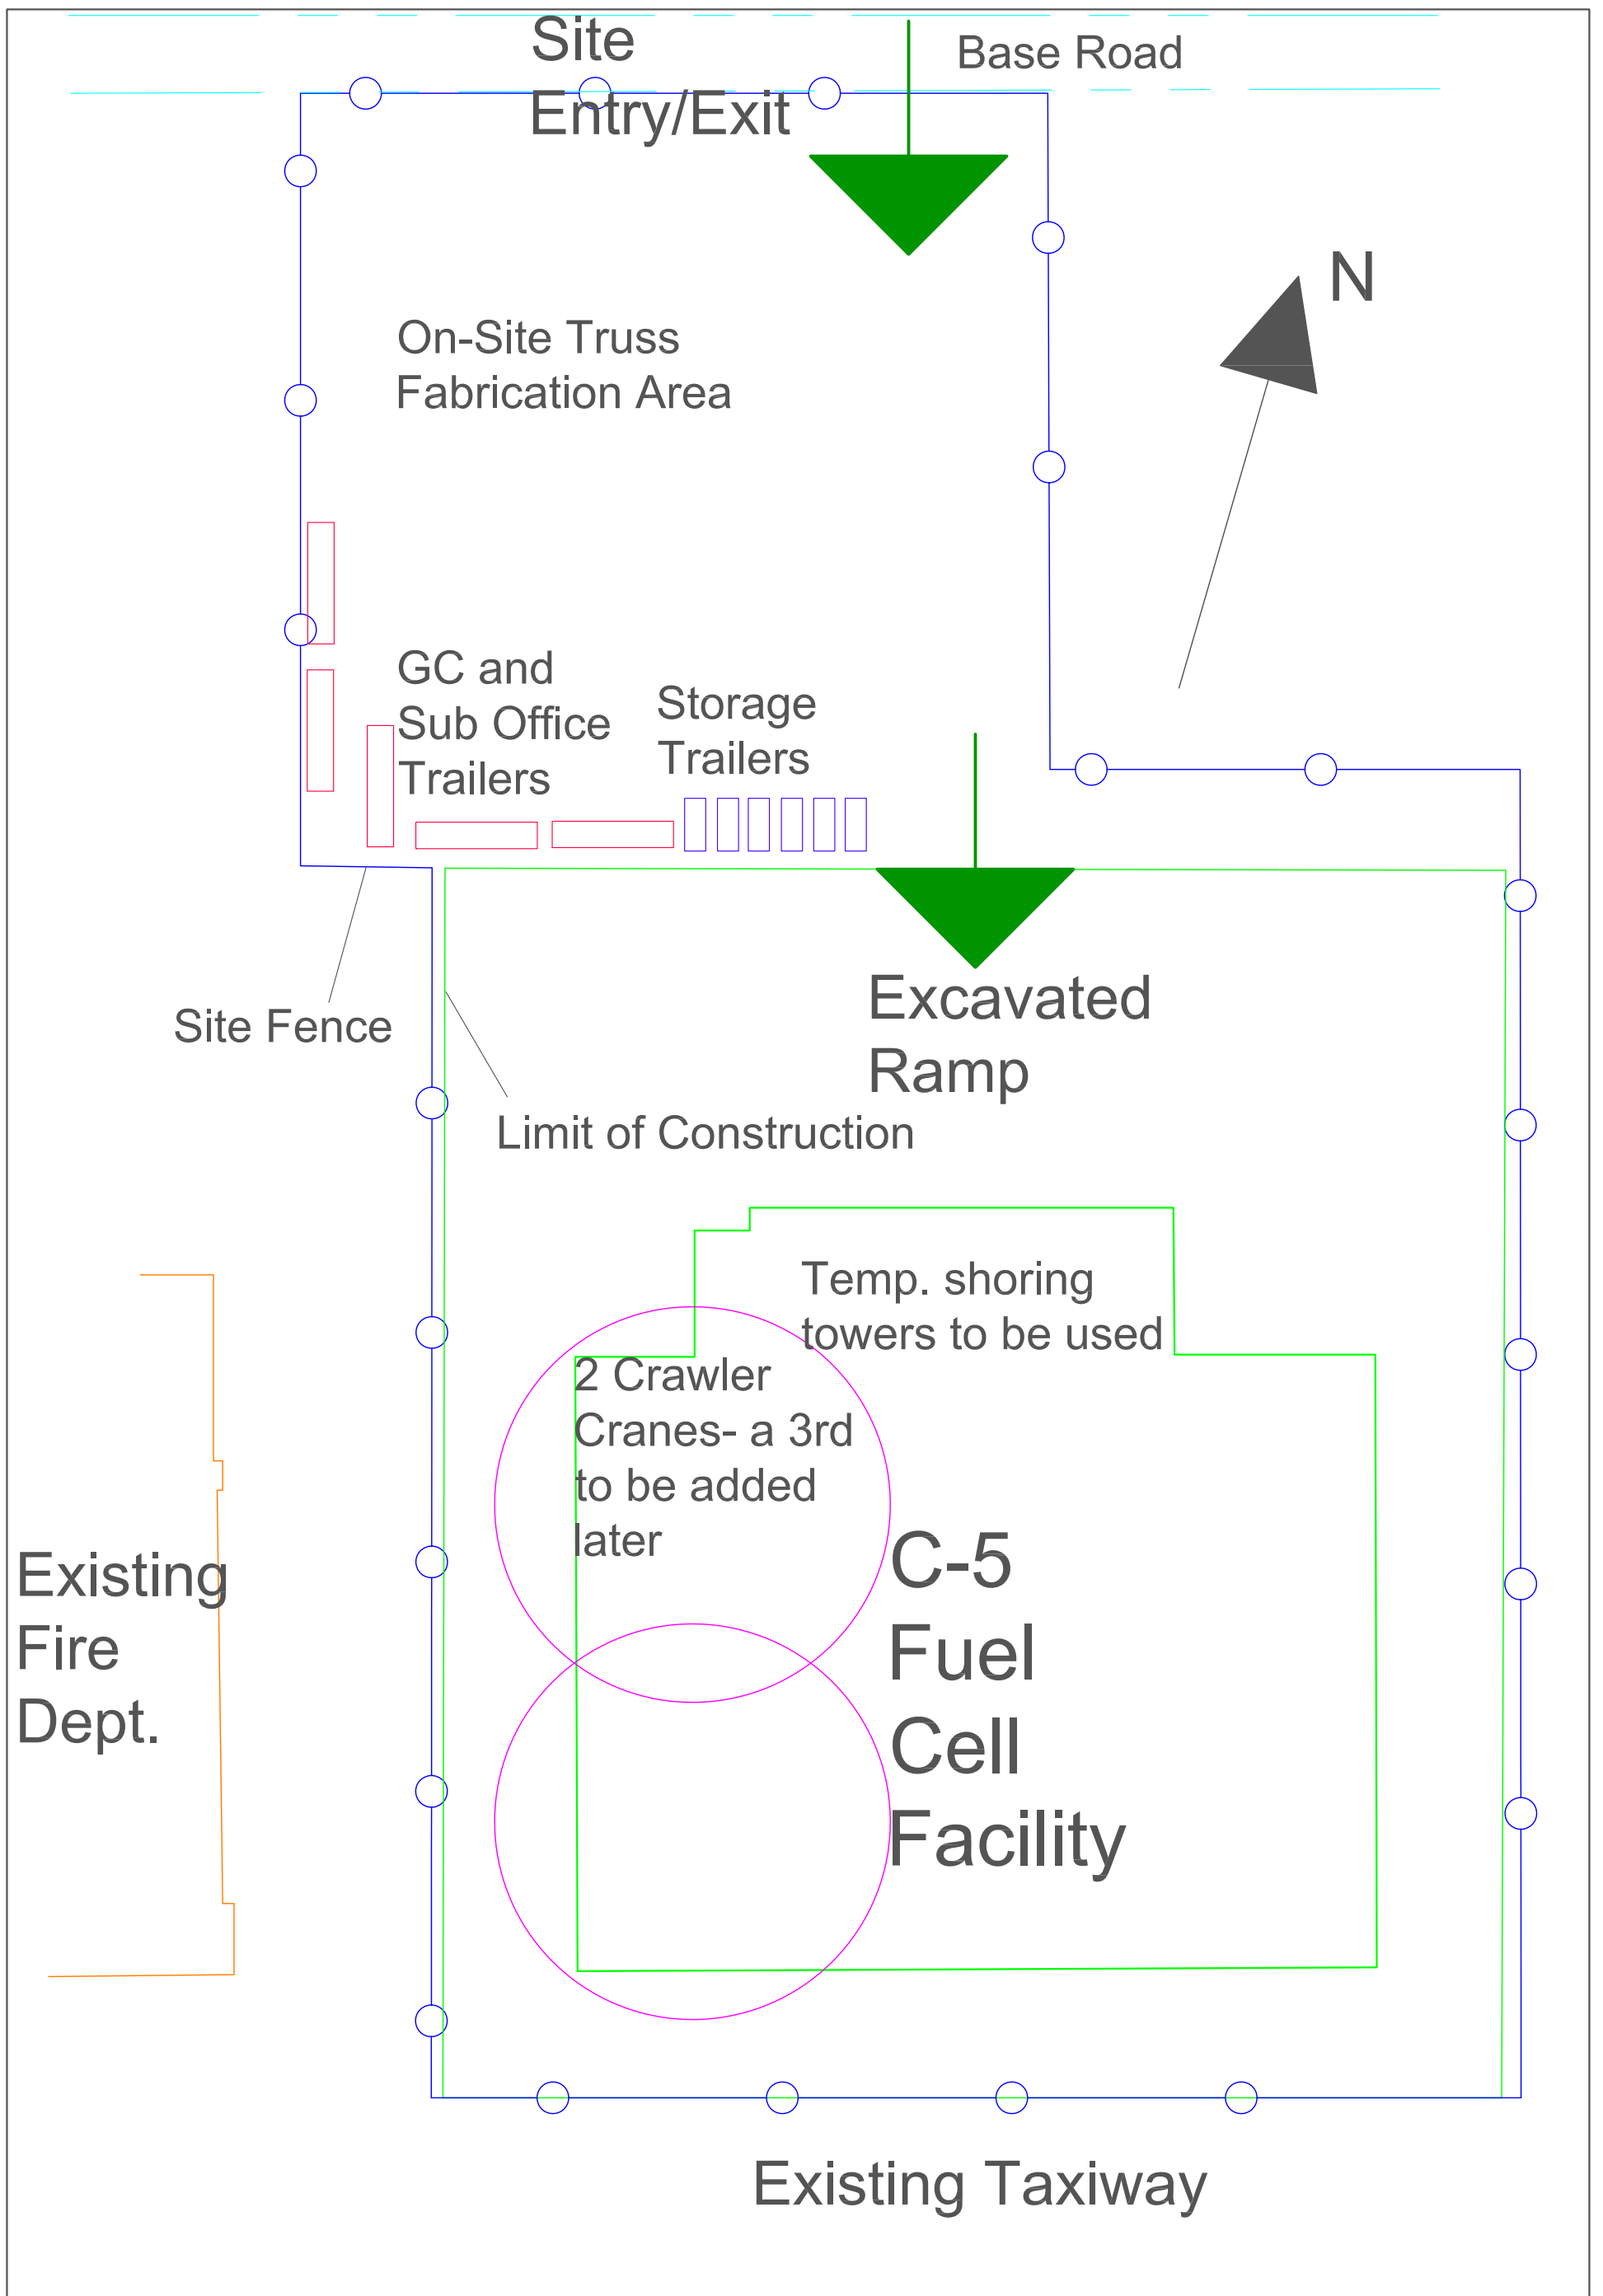 Site
Entry/Exit
Base Road
N
On-Site Truss
Fabrication Area
GC and
Sub Office
Trailers
Storage
Trailers
Site Fence
Excavated
Ramp
Limit of Construction
Temp. shoring
towers to be used
2 Crawler
Cranes- a 3rd
to be added
later
C-5
Fuel
Cell
Facility
Existing
Fire
Dept.
Existing Taxiway